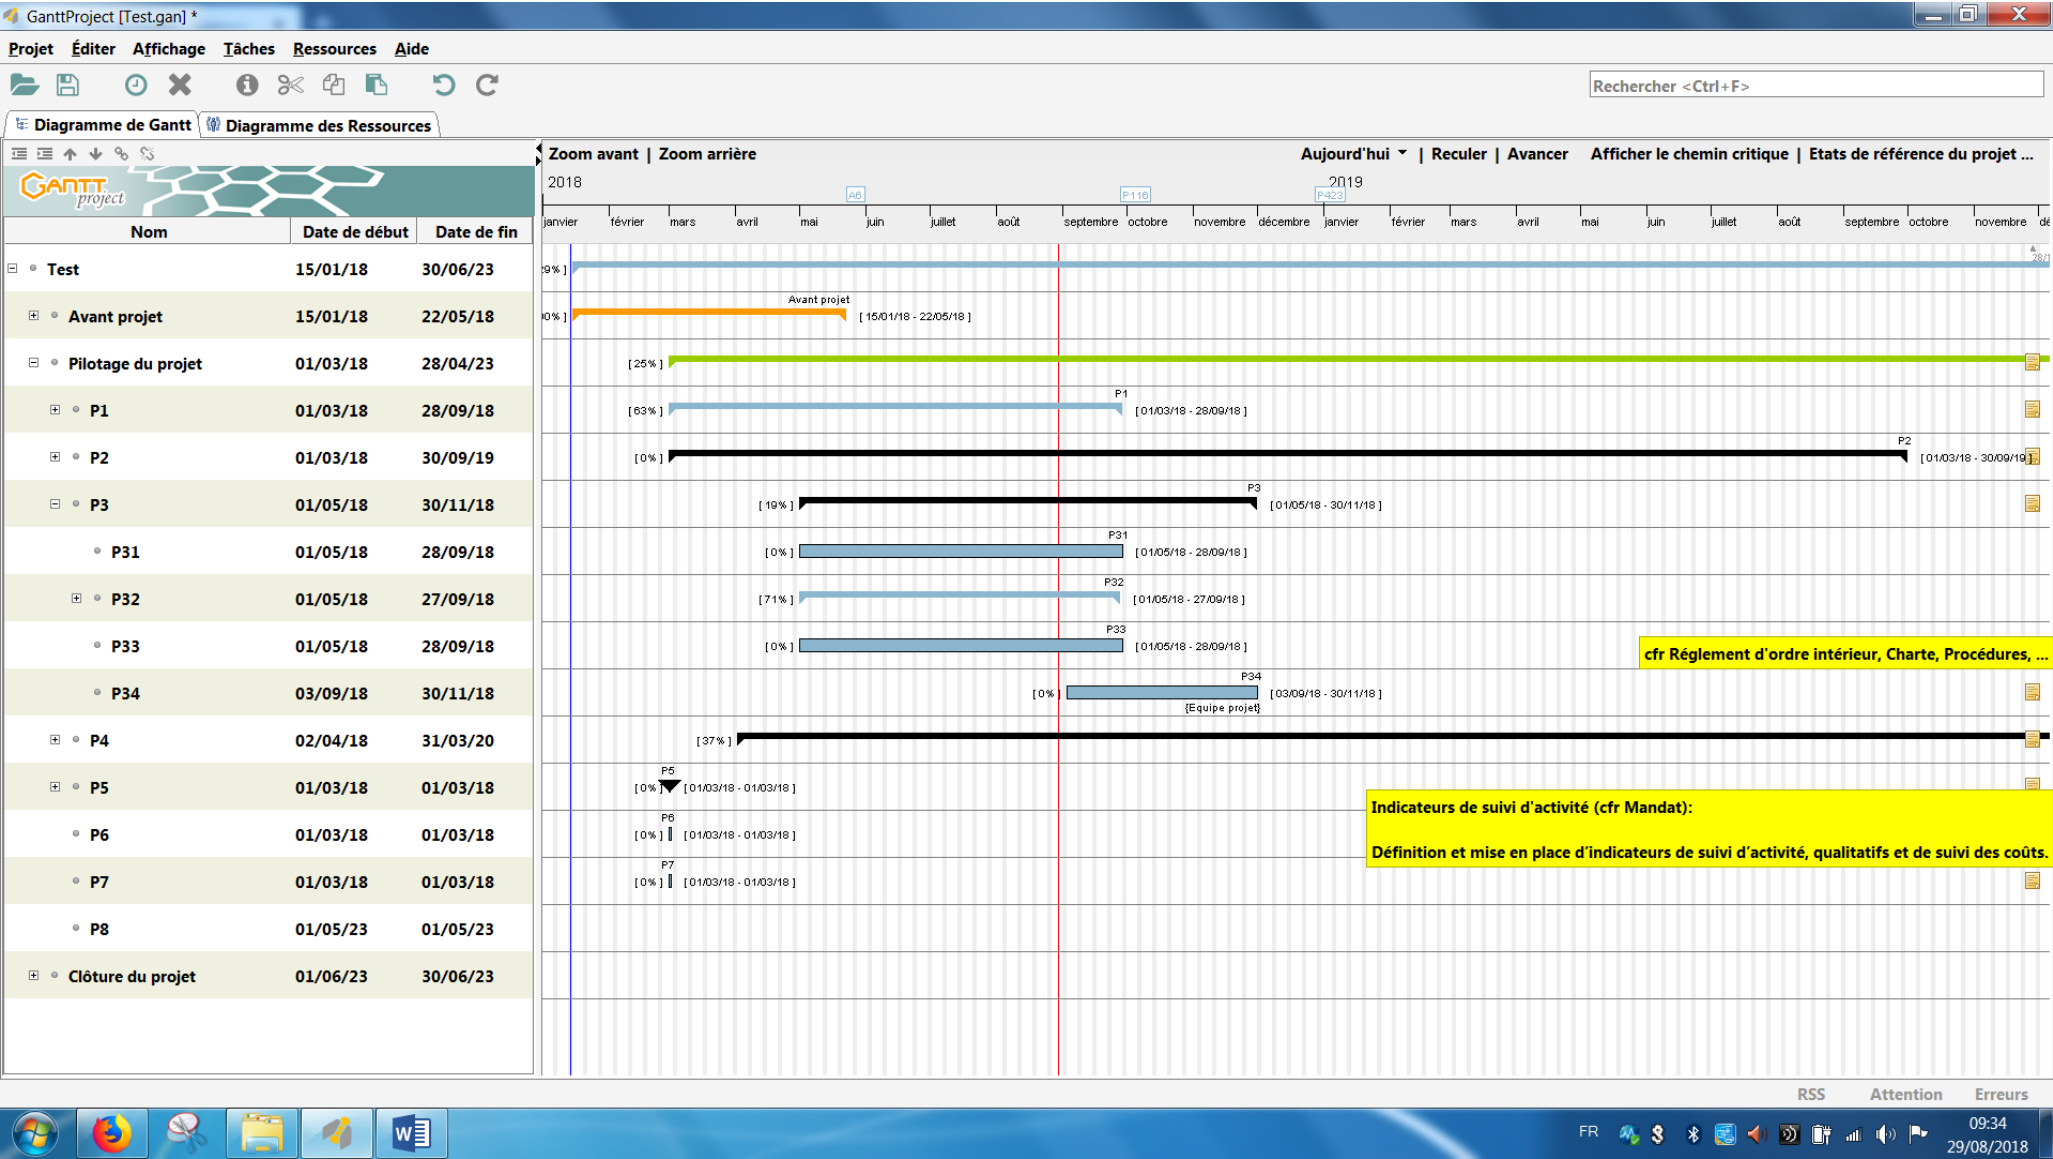 GanttProject [Test.gan] *
Projet Éditer Affichage Tâches Ressources Aide
Rechercher <Ctrl+F>
Diagramme de Gantt Diagramme des Ressources
Zoom avant | Zoom arrière Aujourd'hui | Reculer | Avancer Afficher le chemin critique | Etats de référence du projet ...
GANTT project
2018 2019
A6 P116 P423
janvier février mars avril mai juin juillet août septembre octobre novembre décembre janvier février mars avril mai juin juillet août septembre octobre novembre dé
Nom Date de début Date de fin
Test 15/01/18 30/06/23 29% ] 28/1
Avant projet
Avant projet 15/01/18 22/05/18 0% ] [ 15/01/18 - 22/05/18 ]
Pilotage du projet 01/03/18 28/04/23 [ 25% ]
P1
P1 01/03/18 28/09/18 [ 63% ] [ 01/03/18 - 28/09/18 ]
P2
P2 01/03/18 30/09/19 [ 0% ] [ 01/03/18 - 30/09/19 ]
P3
P3 01/05/18 30/11/18 [ 19% ] [ 01/05/18 - 30/11/18 ]
P31
P31 01/05/18 28/09/18 [ 0% ] [ 01/05/18 - 28/09/18 ]
P32
P32 01/05/18 27/09/18 [ 71% ] [ 01/05/18 - 27/09/18 ]
P33
P33 01/05/18 28/09/18 [ 0% ] [ 01/05/18 - 28/09/18 ]
cfr Réglement d'ordre intérieur, Charte, Procédures, ...
P34
P34 03/09/18 30/11/18 [ 0% ] [ 03/09/18 - 30/11/18 ]
{Equipe projet}
P4 02/04/18 31/03/20 [ 37% ]
P5
P5 01/03/18 01/03/18 [ 0% ] [ 01/03/18 - 01/03/18 ]
Indicateurs de suivi d'activité (cfr Mandat):
P6
P6 01/03/18 01/03/18 [ 0% ] [ 01/03/18 - 01/03/18 ]
Définition et mise en place d'indicateurs de suivi d'activité, qualitatifs et de suivi des coûts.
P7
P7 01/03/18 01/03/18 [ 0% ] [ 01/03/18 - 01/03/18 ]
P8 01/05/23 01/05/23
Clôture du projet 01/06/23 30/06/23
RSS Attention Erreurs
FR
09:34
29/08/2018